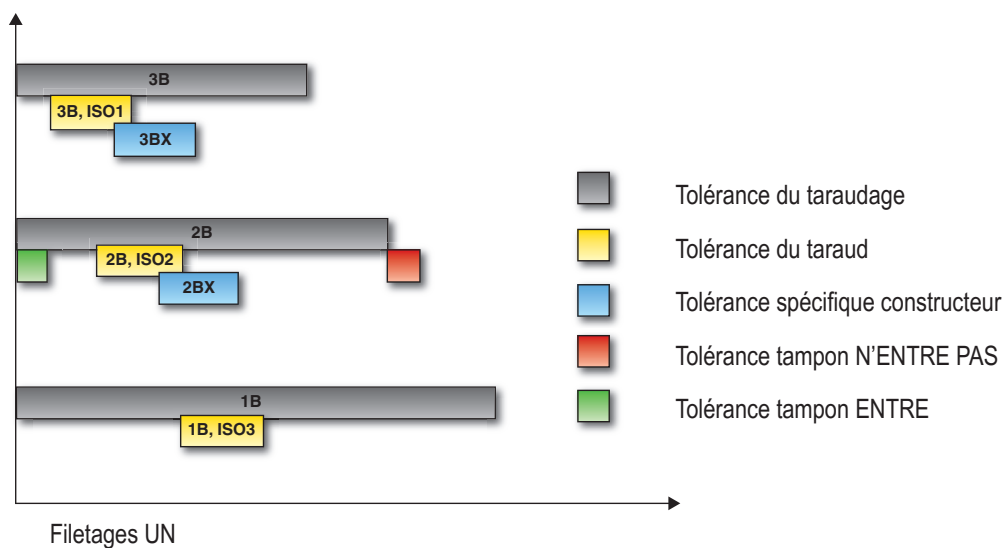 3B
3B, ISO1
3BX
2B
2B, ISO2
2BX
1B
1B, ISO3
Tolérance du taraudage
Tolérance du taraud
Tolérance spécifique constructeur
Tolérance tampon N'ENTRE PAS
Tolérance tampon ENTRE
Filetages UN